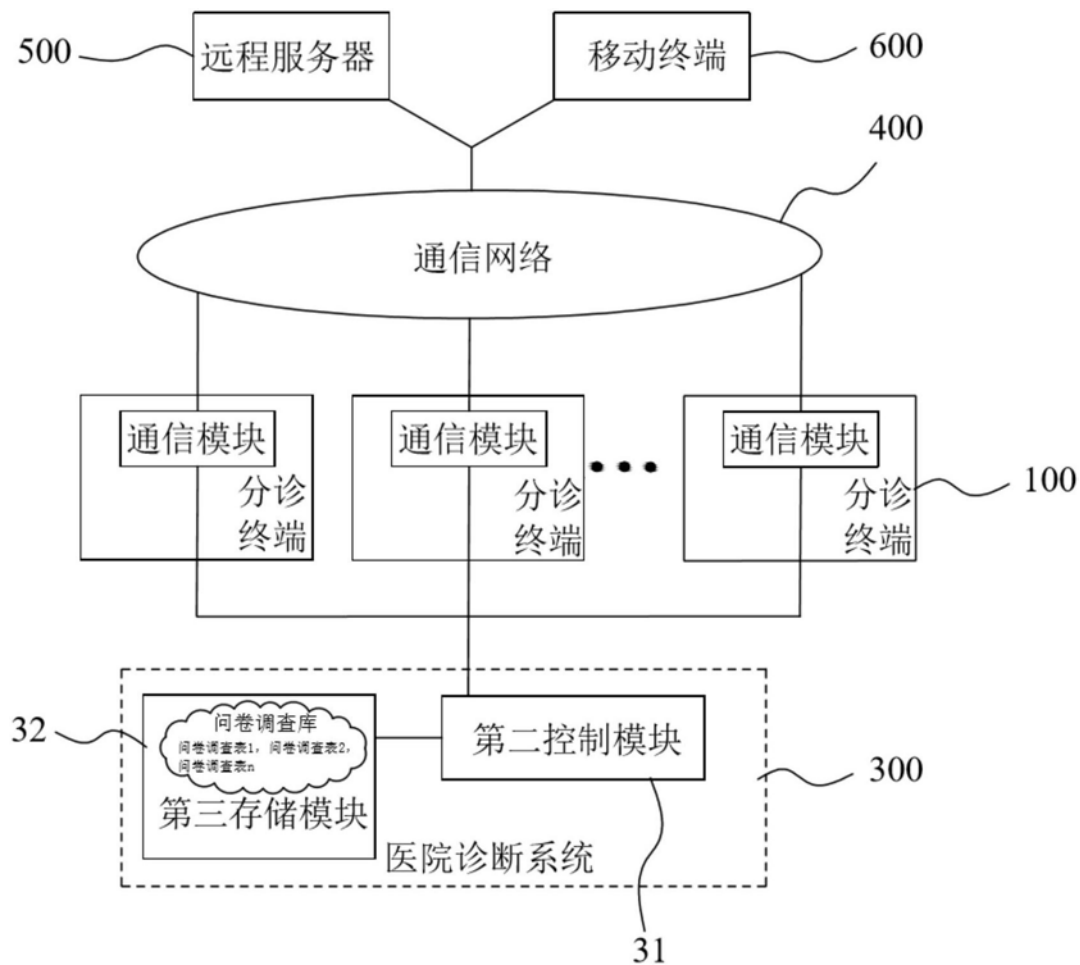 500
远程服务器
移动终端
600
400
通信网络
通信模块
分诊
终端
通信模块
分诊
终端
通信模块
分诊
终端
100
32
问卷调查库
问卷调查表1，问卷调查表2，
问卷调查表n
第三存储模块
第二控制模块
300
医院诊断系统
31